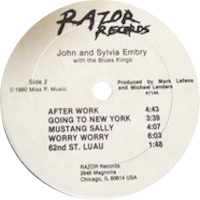 RAZOR
RECORDS
John and Sylvia Embry
with the Blues Kings
Side 2
©1980 Miss P. Music
Produced by Mark Lefens
and Michael Landers
41144
AFTER WORK 4:43
GOING TO NEW YORK 3:39
MUSTANG SALLY 4:07
WORRY WORRY 6:03
62nd ST. LUAU 1:48
RAZOR Records
2646 Magnolia
Chicago, IL 60614 USA